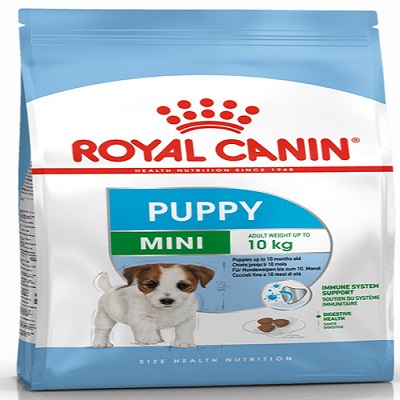 ROYAL CANIN
HEALTH NUTRITION SINCE 1968
PUPPY
MINI
ADULT WEIGHT UP TO
10 kg
Puppies up to 10 months old
Chiots jusqu'à 10 mois
Für Hundewelpen bis zum 10. Monat
Cuccioli fino a 10 mesi di età
IMMUNE SYSTEM
SUPPORT
SOUTIEN DU SYSTÈME
IMMUNITAIRE
DIGESTIVE HEALTH
SANTÉ
DIGESTIVE
SIZE HEALTH NUTRITION